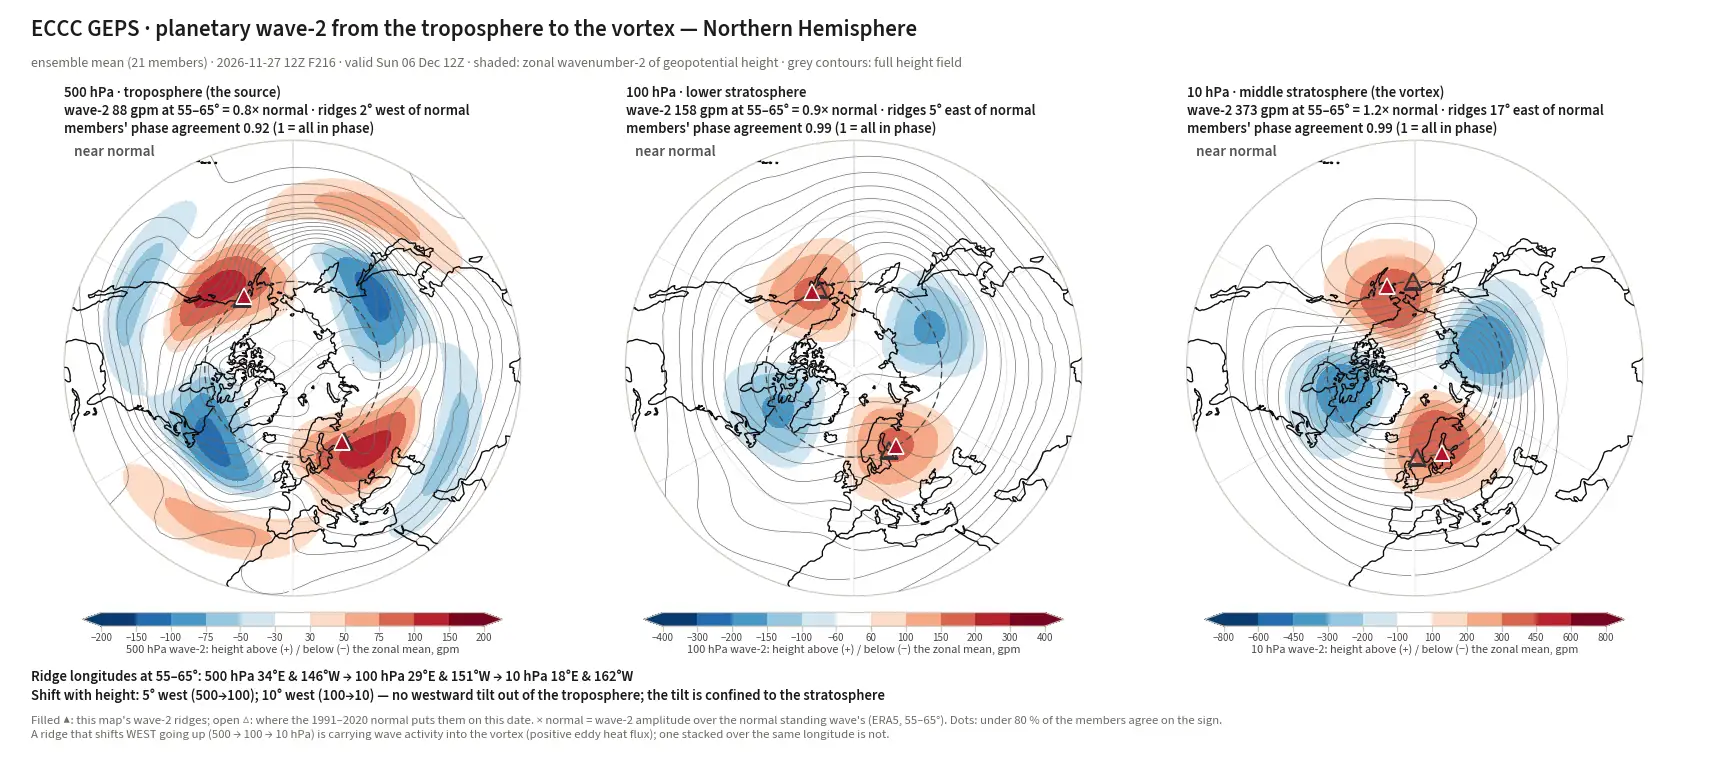 ECCC GEPS · planetary wave-2 from the troposphere to the vortex — Northern Hemisphere
ensemble mean (21 members) · 2026-11-27 12Z F216 · valid Sun 06 Dec 12Z · shaded: zonal wavenumber-2 of geopotential height · grey contours: full height field
500 hPa · troposphere (the source)
wave-2 88 gpm at 55–65° = 0.8× normal · ridges 2° west of normal
members' phase agreement 0.92 (1 = all in phase)
near normal
100 hPa · lower stratosphere
wave-2 158 gpm at 55–65° = 0.9× normal · ridges 5° east of normal
members' phase agreement 0.99 (1 = all in phase)
near normal
10 hPa · middle stratosphere (the vortex)
wave-2 373 gpm at 55–65° = 1.2× normal · ridges 17° east of normal
members' phase agreement 0.99 (1 = all in phase)
near normal
−200 −150 −100 −75 −50 −30 30 50 75 100 150 200
500 hPa wave-2: height above (+) / below (−) the zonal mean, gpm
−400 −300 −200 −150 −100 −60 60 100 150 200 300 400
100 hPa wave-2: height above (+) / below (−) the zonal mean, gpm
−800 −600 −450 −300 −200 −100 100 200 300 450 600 800
10 hPa wave-2: height above (+) / below (−) the zonal mean, gpm
Ridge longitudes at 55–65°: 500 hPa 34°E & 146°W → 100 hPa 29°E & 151°W → 10 hPa 18°E & 162°W
Shift with height: 5° west (500→100); 10° west (100→10) — no westward tilt out of the troposphere; the tilt is confined to the stratosphere
Filled ▲: this map's wave-2 ridges; open △: where the 1991–2020 normal puts them on this date. × normal = wave-2 amplitude over the normal standing wave's (ERA5, 55–65°). Dots: under 80 % of the members agree on the sign.
A ridge that shifts WEST going up (500 → 100 → 10 hPa) is carrying wave activity into the vortex (positive eddy heat flux); one stacked over the same longitude is not.